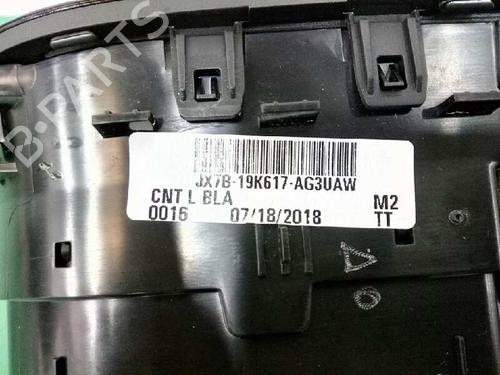 B-PARTS
JX7B-19K617-AG3UAW
CNT L BLA M2
0016 07/18/2018 TT